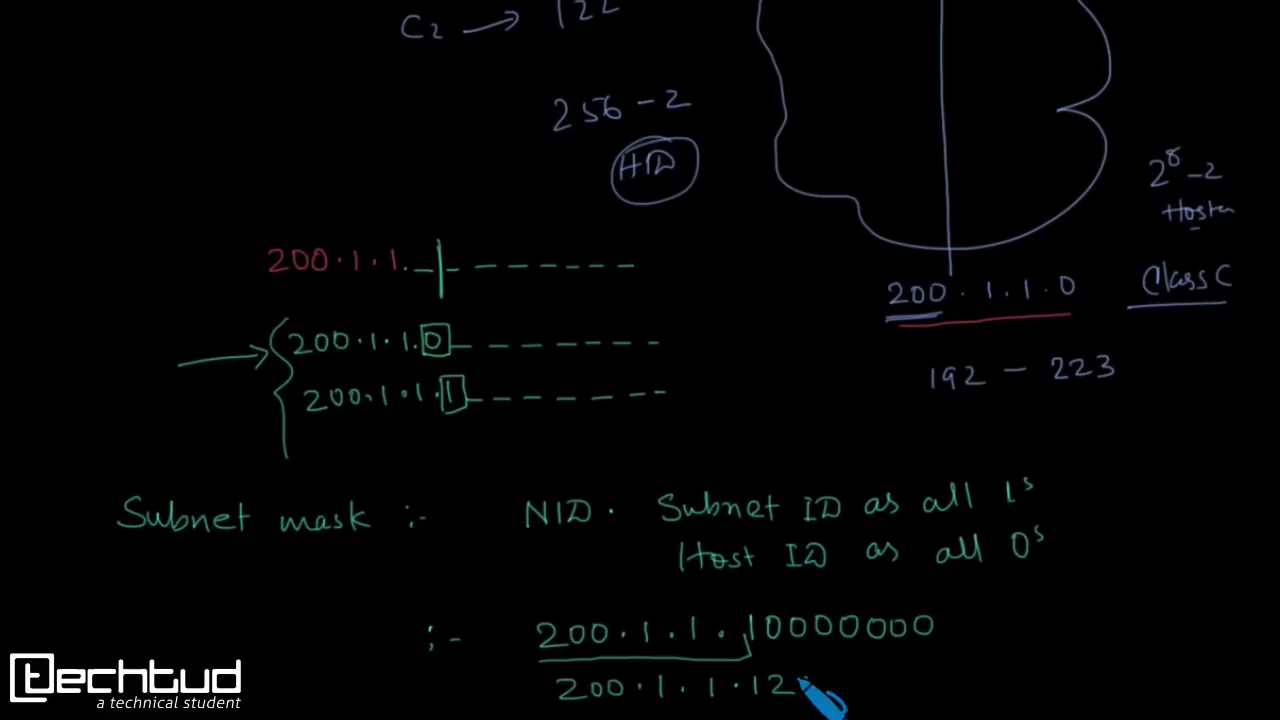 C2 → 122
256 - 2
HID
2⁸ - 2
Hosts
200.1.1. _ | _ _ _ _ _ _ _
200.1.1.0 Class C
200.1.1.0 _ _ _ _ _ _ _
192 - 223
200.1.1.1 _ _ _ _ _ _ _
Subnet mask :- NID. Subnet ID as all 1s
Host ID as all 0s
:- 200.1.1.10000000
200.1.1.12
techtud
a technical student